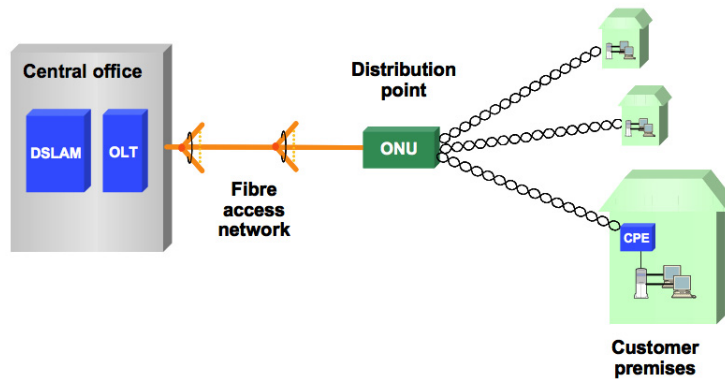 Central office
DSLAM
OLT
Fibre
access
network
Distribution
point
ONU
CPE
Customer
premises